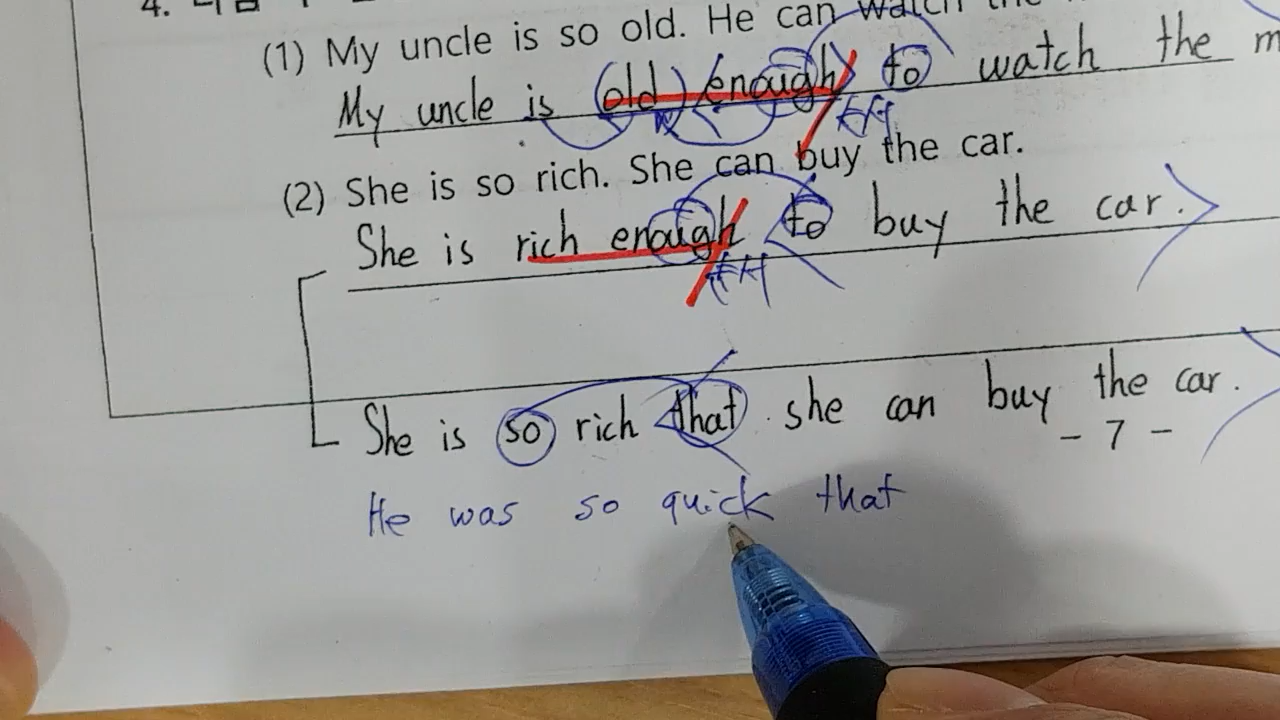 4.
(1) My uncle is so old. He can watch the
My uncle is (old) (enough) to watch the m
(2) She is so rich. She can buy the car.
She is rich enough to buy the car.
She is so rich that she can buy the car.
- 7 -
He was so quick that